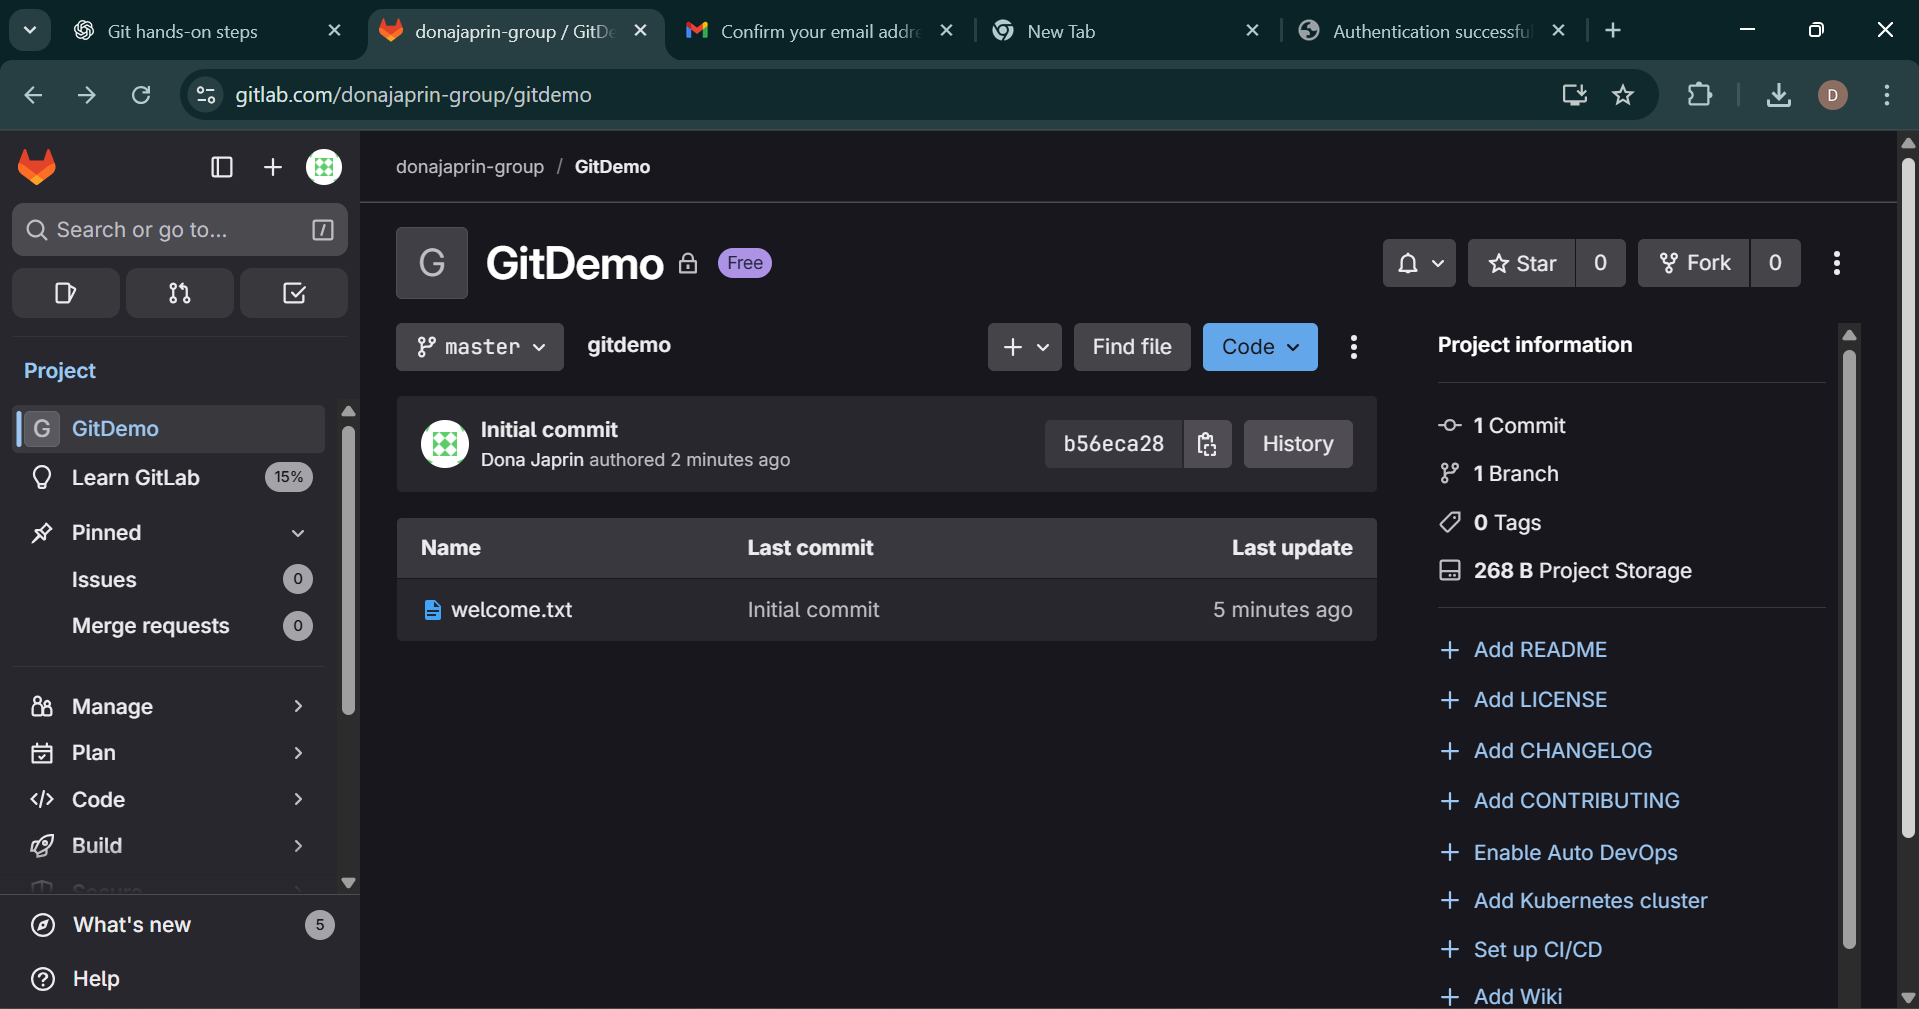 Git hands-on steps
donajaprin-group / GitDe
Confirm your email addre
New Tab
Authentication successful
gitlab.com/donajaprin-group/gitdemo
D
donajaprin-group / GitDemo
Search or go to...
/
G
GitDemo
Free
Star
0
Fork
0
master
gitdemo
Find file
Code
Project information
Project
G
GitDemo
Learn GitLab
15%
Pinned
Issues
0
Merge requests
0
Manage
Plan
Code
Build
Secure
What's new
5
Help
Initial commit
Dona Japrin authored 2 minutes ago
b56eca28
History
Name
Last commit
Last update
welcome.txt
Initial commit
5 minutes ago
1 Commit
1 Branch
0 Tags
268 B Project Storage
Add README
Add LICENSE
Add CHANGELOG
Add CONTRIBUTING
Enable Auto DevOps
Add Kubernetes cluster
Set up CI/CD
Add Wiki